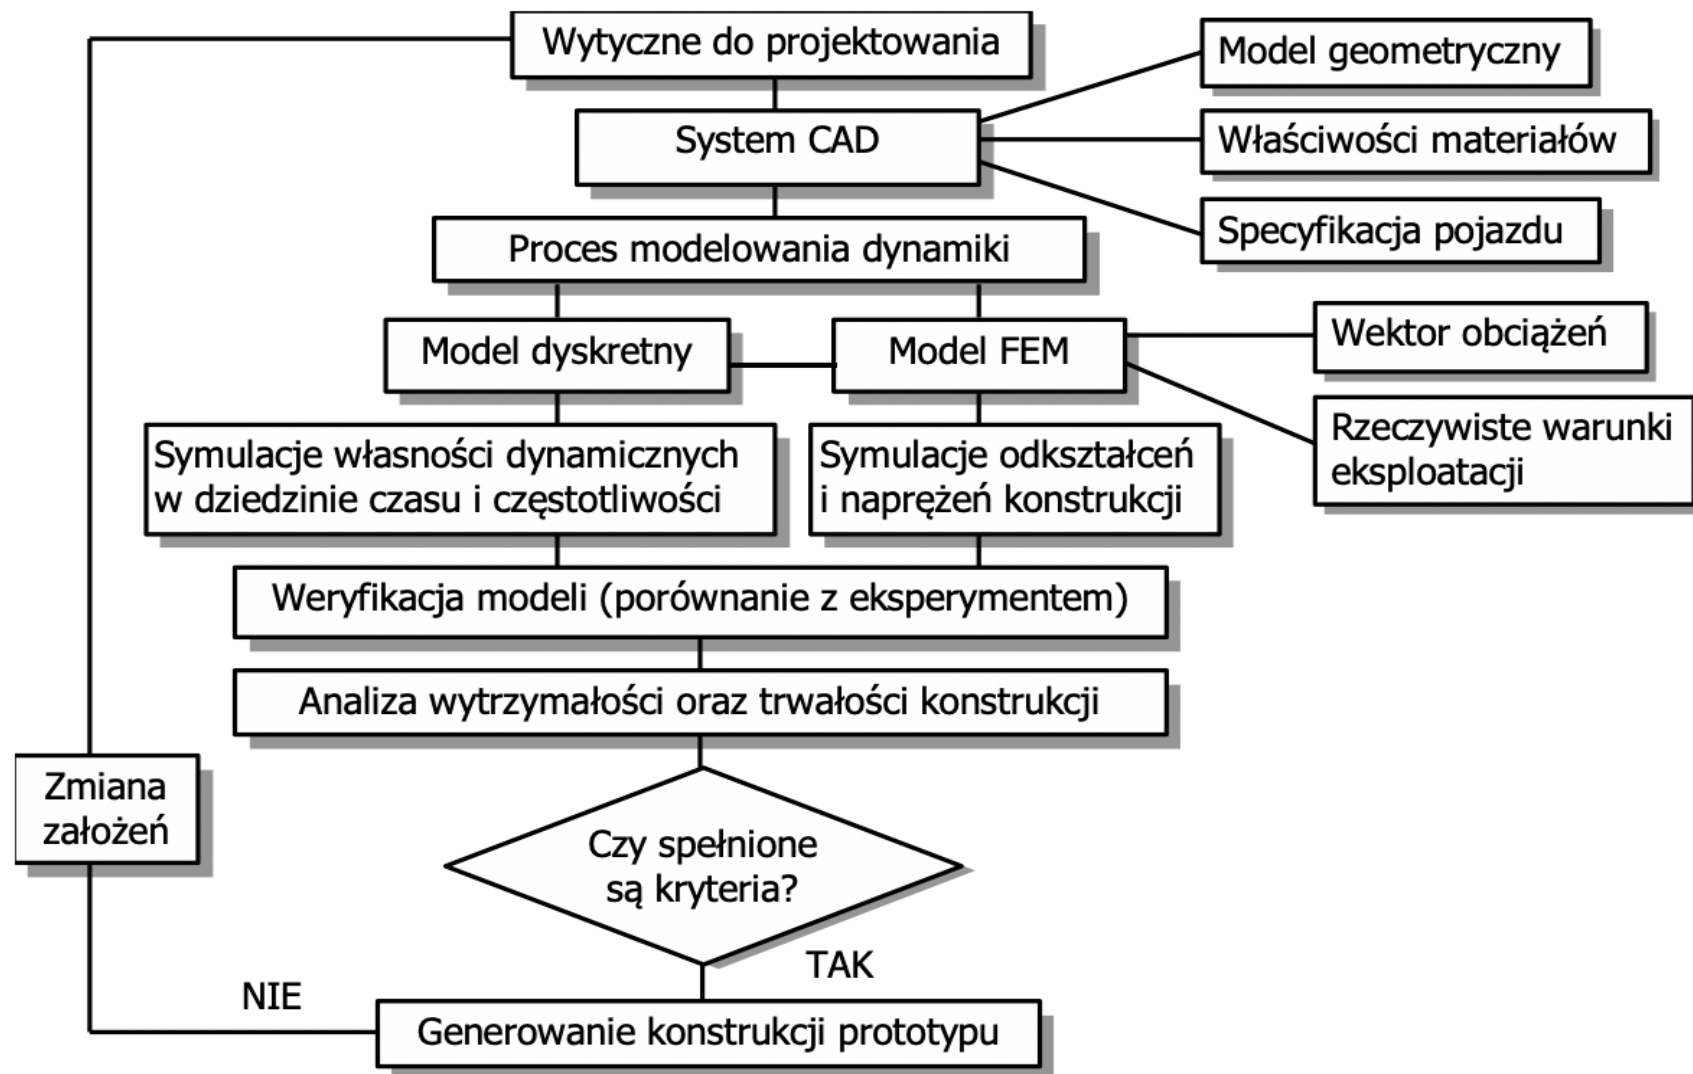 Wytyczne do projektowania
Model geometryczny
System CAD
Właściwości materiałów
Specyfikacja pojazdu
Proces modelowania dynamiki
Model dyskretny
Model FEM
Wektor obciążeń
Rzeczywiste warunki
eksploatacji
Symulacje własności dynamicznych
w dziedzinie czasu i częstotliwości
Symulacje odkształceń
i naprężeń konstrukcji
Weryfikacja modeli (porównanie z eksperymentem)
Analiza wytrzymałości oraz trwałości konstrukcji
Zmiana
założeń
Czy spełnione
są kryteria?
TAK
NIE
Generowanie konstrukcji prototypu